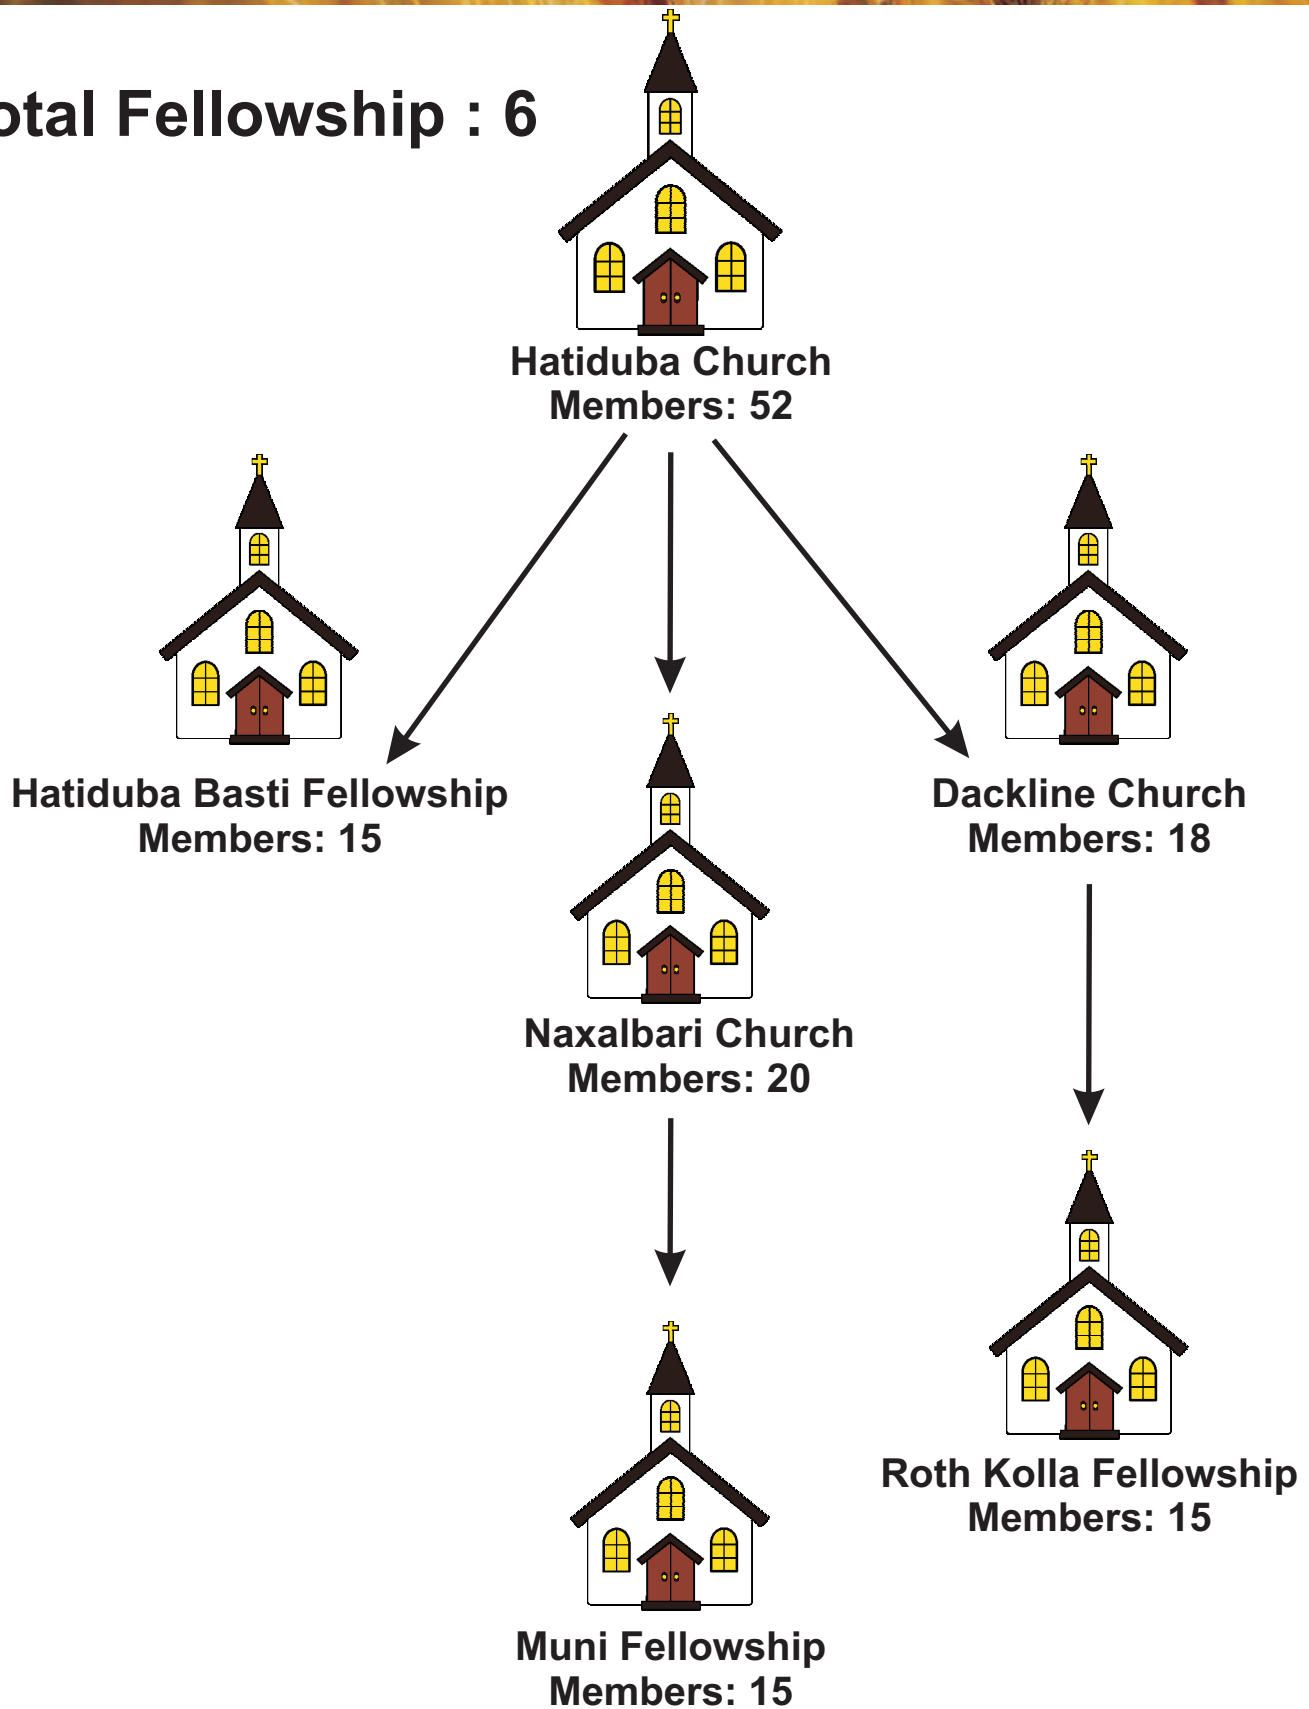 otal Fellowship : 6
Hatiduba Church
Members: 52
Hatiduba Basti Fellowship
Members: 15
Dackline Church
Members: 18
Naxalbari Church
Members: 20
Roth Kolla Fellowship
Members: 15
Muni Fellowship
Members: 15